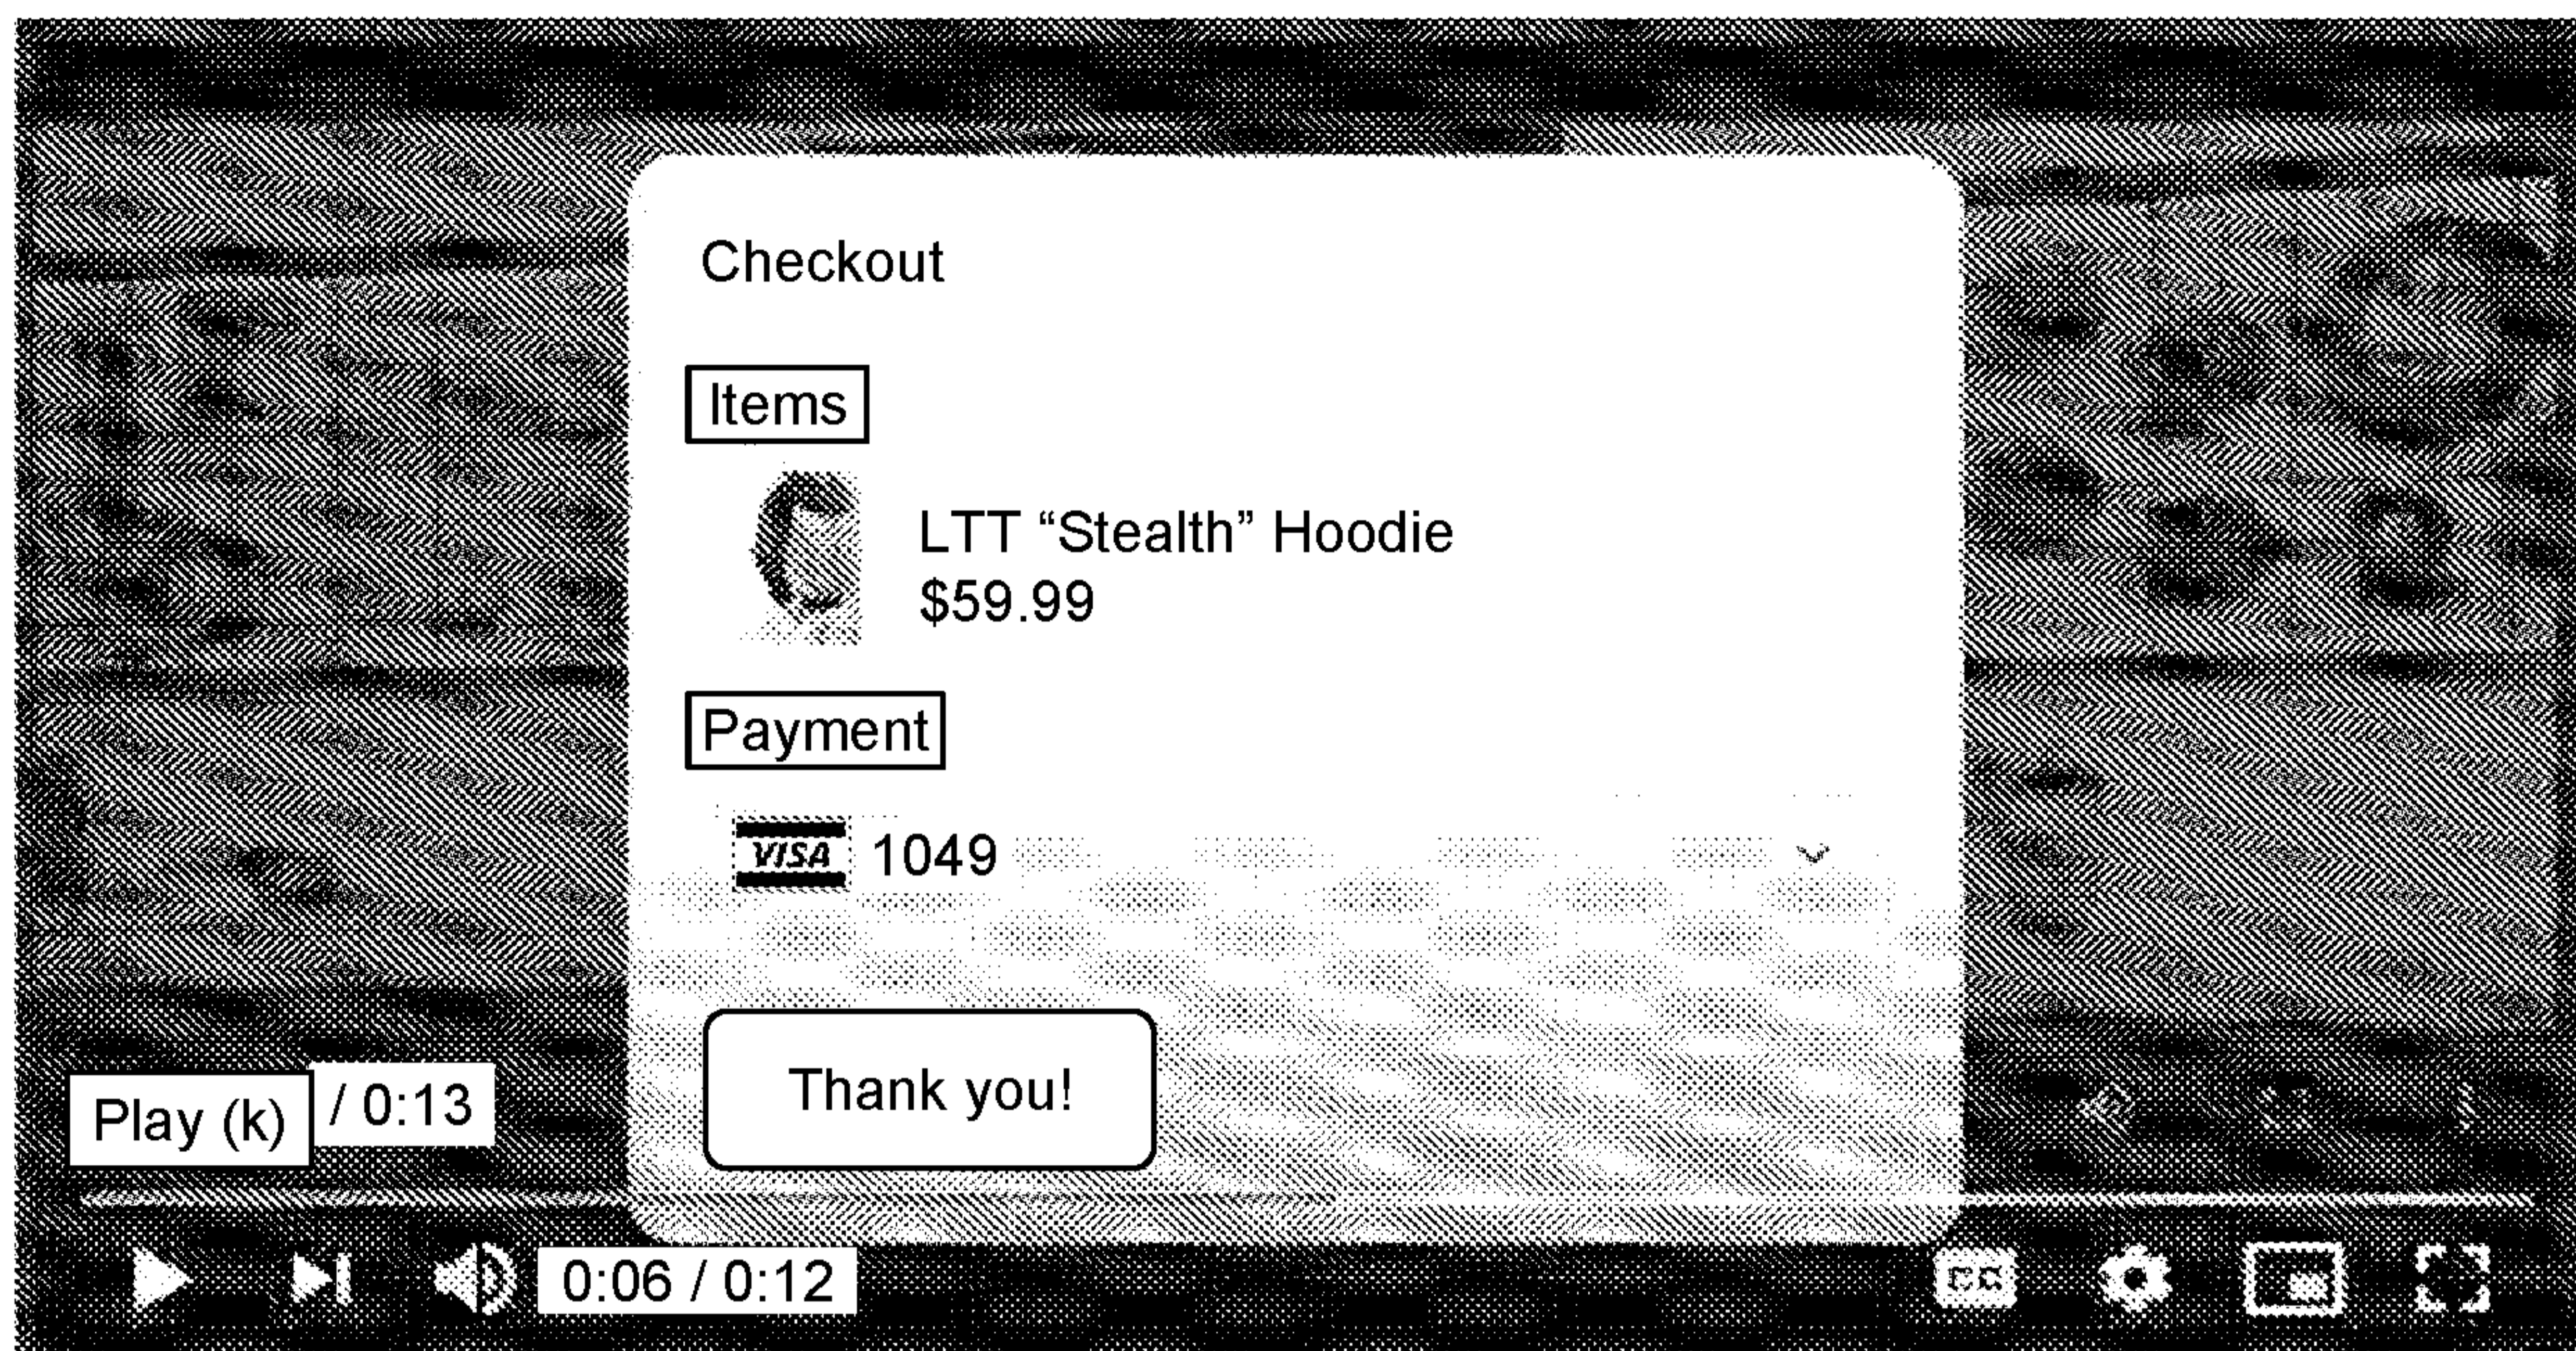 Checkout
Items
LTT “Stealth” Hoodie
$59.99
Payment
VISA 1049
Thank you!
Play (k) / 0:13
0:06 / 0:12
CC